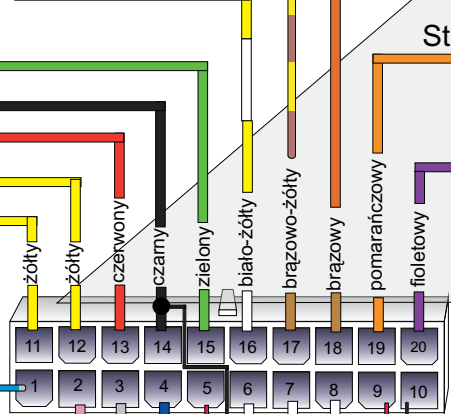 St
żółty
żółty
czerwony
czarny
zielony
biało-żółty
brązowo-żółty
brązowy
pomarańczowy
fioletowy
11 12 13 14 15 16 17 18 19 20
1 2 3 4 5 6 7 8 9 10